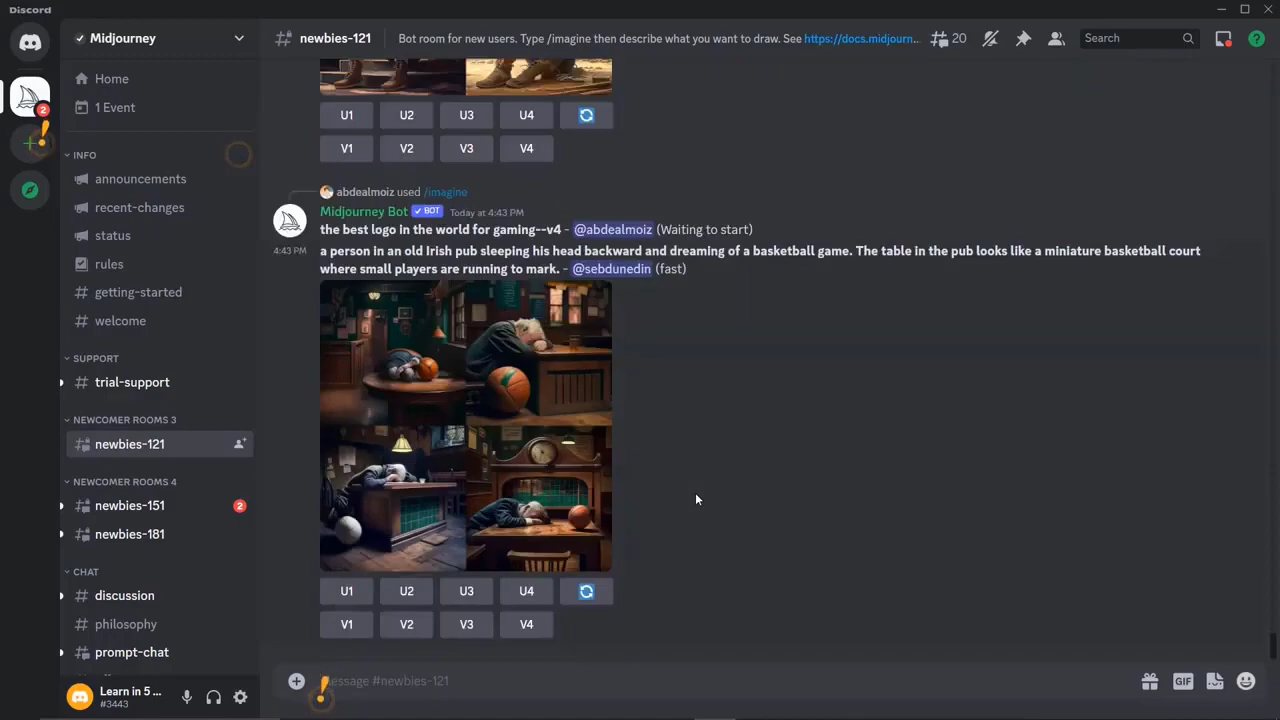 Discord
Midjourney
newbies-121
Bot room for new users. Type /imagine then describe what you want to draw. See https://docs.midjourn...
20
Search
Home
1 Event
2
INFO
announcements
recent-changes
status
rules
getting-started
welcome
SUPPORT
trial-support
NEWCOMER ROOMS 3
newbies-121
NEWCOMER ROOMS 4
newbies-151
2
newbies-181
CHAT
discussion
philosophy
prompt-chat
Learn in 5 ...
#3443
U1 U2 U3 U4
V1 V2 V3 V4
abdealmoiz used /imagine
Midjourney Bot BOT Today at 4:43 PM
the best logo in the world for gaming--v4 - @abdealmoiz (Waiting to start)
4:43 PM
a person in an old Irish pub sleeping his head backward and dreaming of a basketball game. The table in the pub looks like a miniature basketball court
where small players are running to mark. - @sebdunedin (fast)
U1 U2 U3 U4
V1 V2 V3 V4
Message #newbies-121
GIF